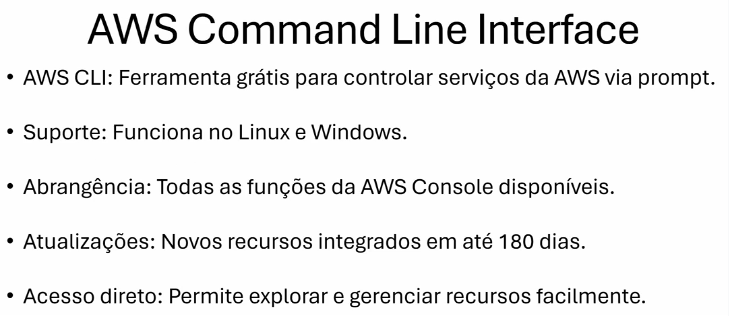 AWS Command Line Interface
• AWS CLI: Ferramenta grátis para controlar serviços da AWS via prompt.
• Suporte: Funciona no Linux e Windows.
• Abrangência: Todas as funções da AWS Console disponíveis.
• Atualizações: Novos recursos integrados em até 180 dias.
• Acesso direto: Permite explorar e gerenciar recursos facilmente.